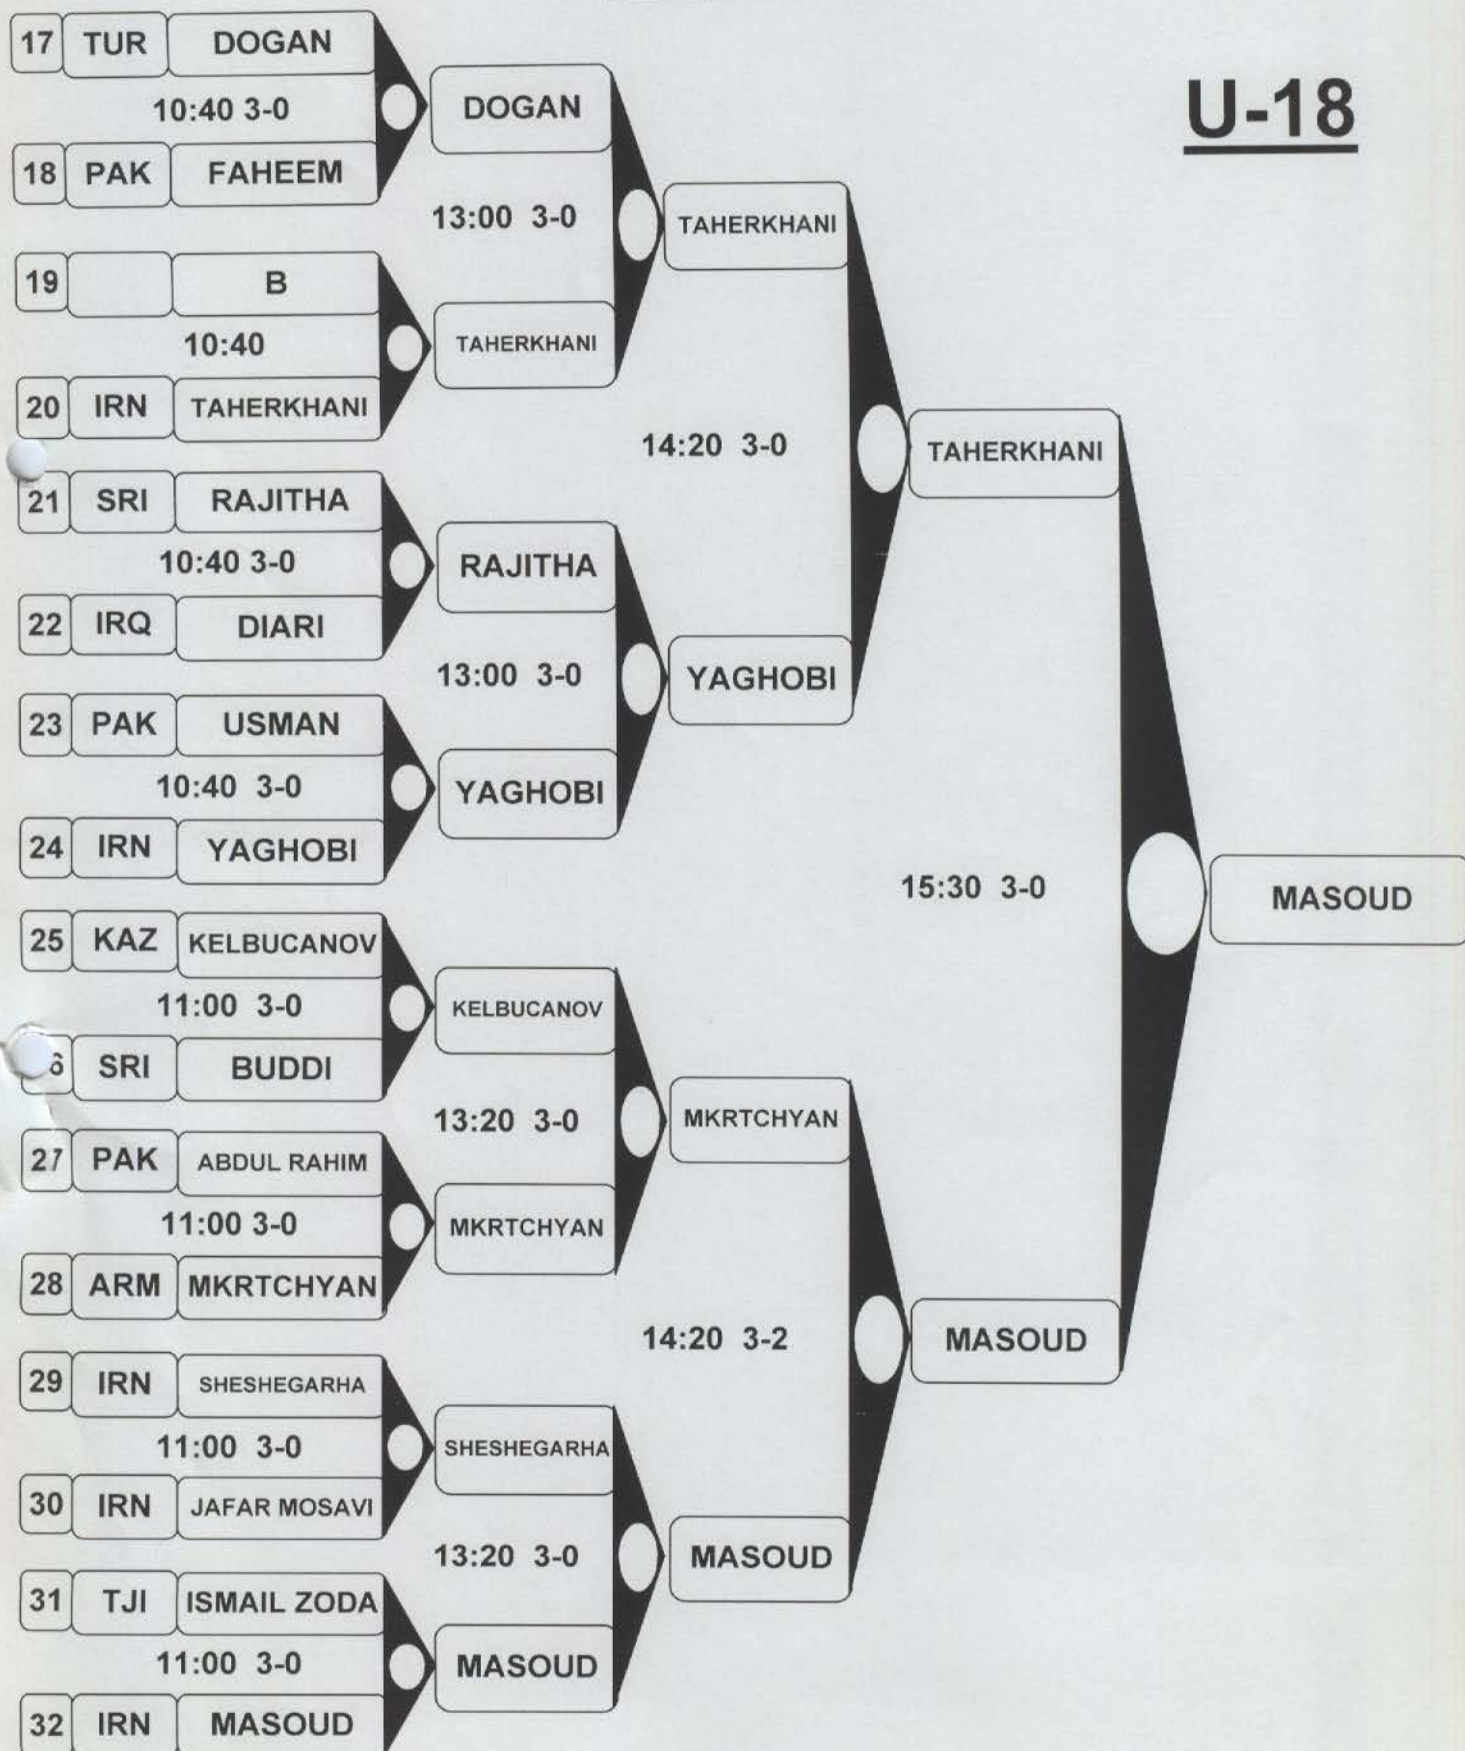 U-18
17 TUR DOGAN
10:40 3-0
18 PAK FAHEEM
DOGAN
13:00 3-0
19 B
10:40
20 IRN TAHERKHANI
TAHERKHANI
TAHERKHANI
14:20 3-0
21 SRI RAJITHA
10:40 3-0
22 IRQ DIARI
RAJITHA
13:00 3-0
23 PAK USMAN
10:40 3-0
24 IRN YAGHOBI
YAGHOBI
YAGHOBI
TAHERKHANI
15:30 3-0
MASOUD
25 KAZ KELBUCANOV
11:00 3-0
6 SRI BUDDI
KELBUCANOV
13:20 3-0
27 PAK ABDUL RAHIM
11:00 3-0
28 ARM MKRTCHYAN
MKRTCHYAN
MKRTCHYAN
14:20 3-2
29 IRN SHESHEGARHA
11:00 3-0
30 IRN JAFAR MOSAVI
SHESHEGARHA
13:20 3-0
31 TJI ISMAIL ZODA
11:00 3-0
32 IRN MASOUD
MASOUD
MASOUD
MASOUD